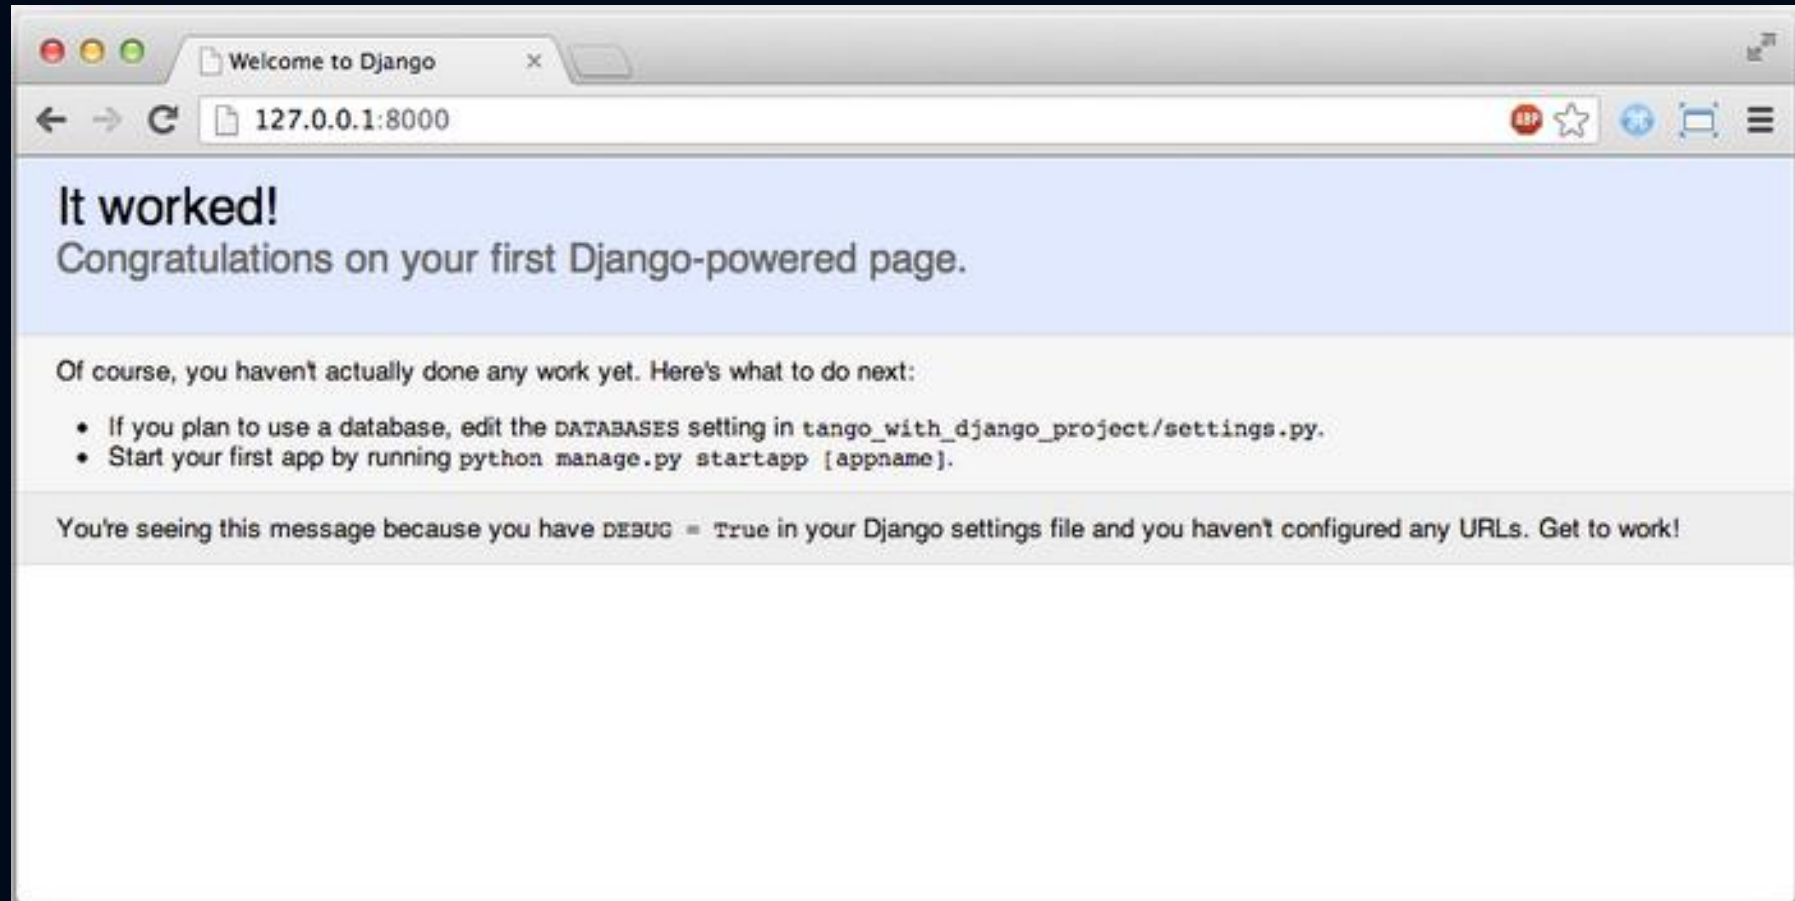 Welcome to Django
127.0.0.1:8000
ABP
It worked!
Congratulations on your first Django-powered page.
Of course, you haven't actually done any work yet. Here's what to do next:
• If you plan to use a database, edit the DATABASES setting in tango_with_django_project/settings.py.
• Start your first app by running python manage.py startapp [appname].
You're seeing this message because you have DEBUG = True in your Django settings file and you haven't configured any URLs. Get to work!